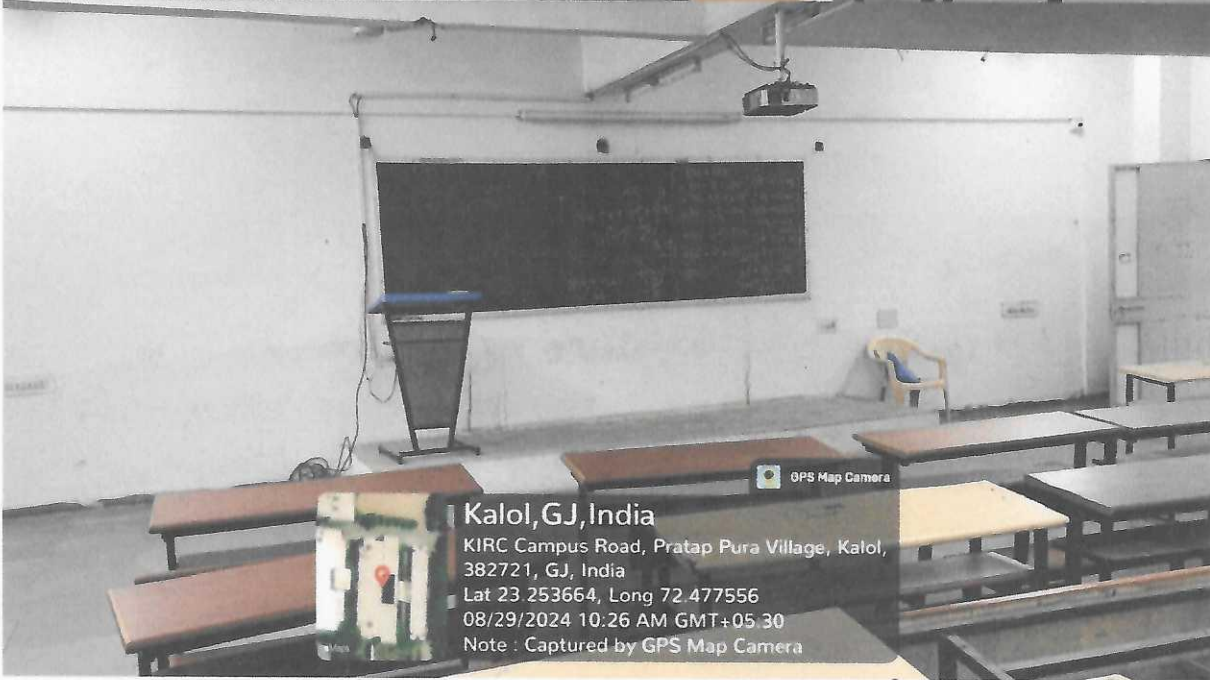 GPS Map Camera
Kalol,GJ,India
KIRC Campus Road, Pratap Pura Village, Kalol,
382721, GJ, India
Lat 23.253664, Long 72.477556
08/29/2024 10:26 AM GMT+05:30
Note : Captured by GPS Map Camera